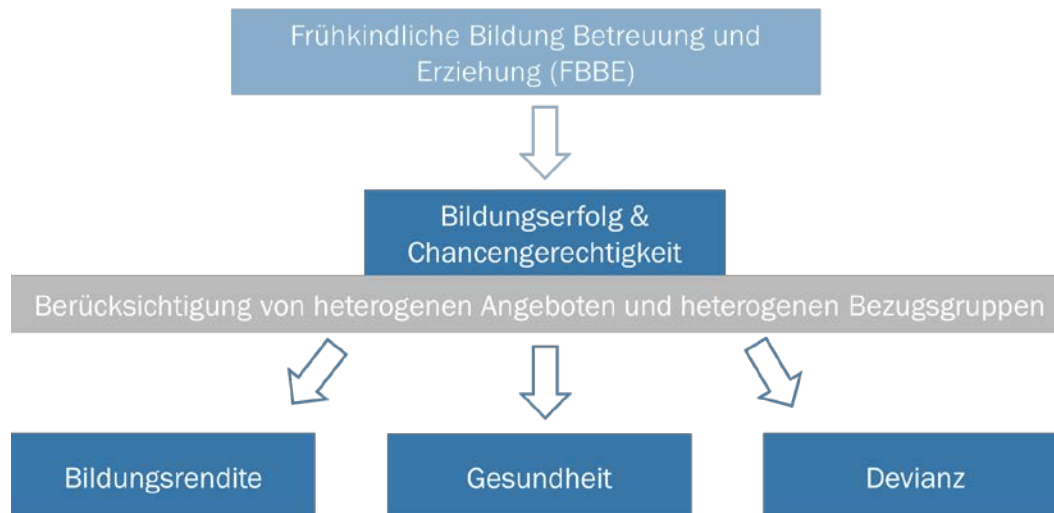 Frühkindliche Bildung Betreuung und
Erziehung (FBBE)
Bildungserfolg &
Chancengerechtigkeit
Berücksichtigung von heterogenen Angeboten und heterogenen Bezugsgruppen
Bildungsrendite
Gesundheit
Devianz